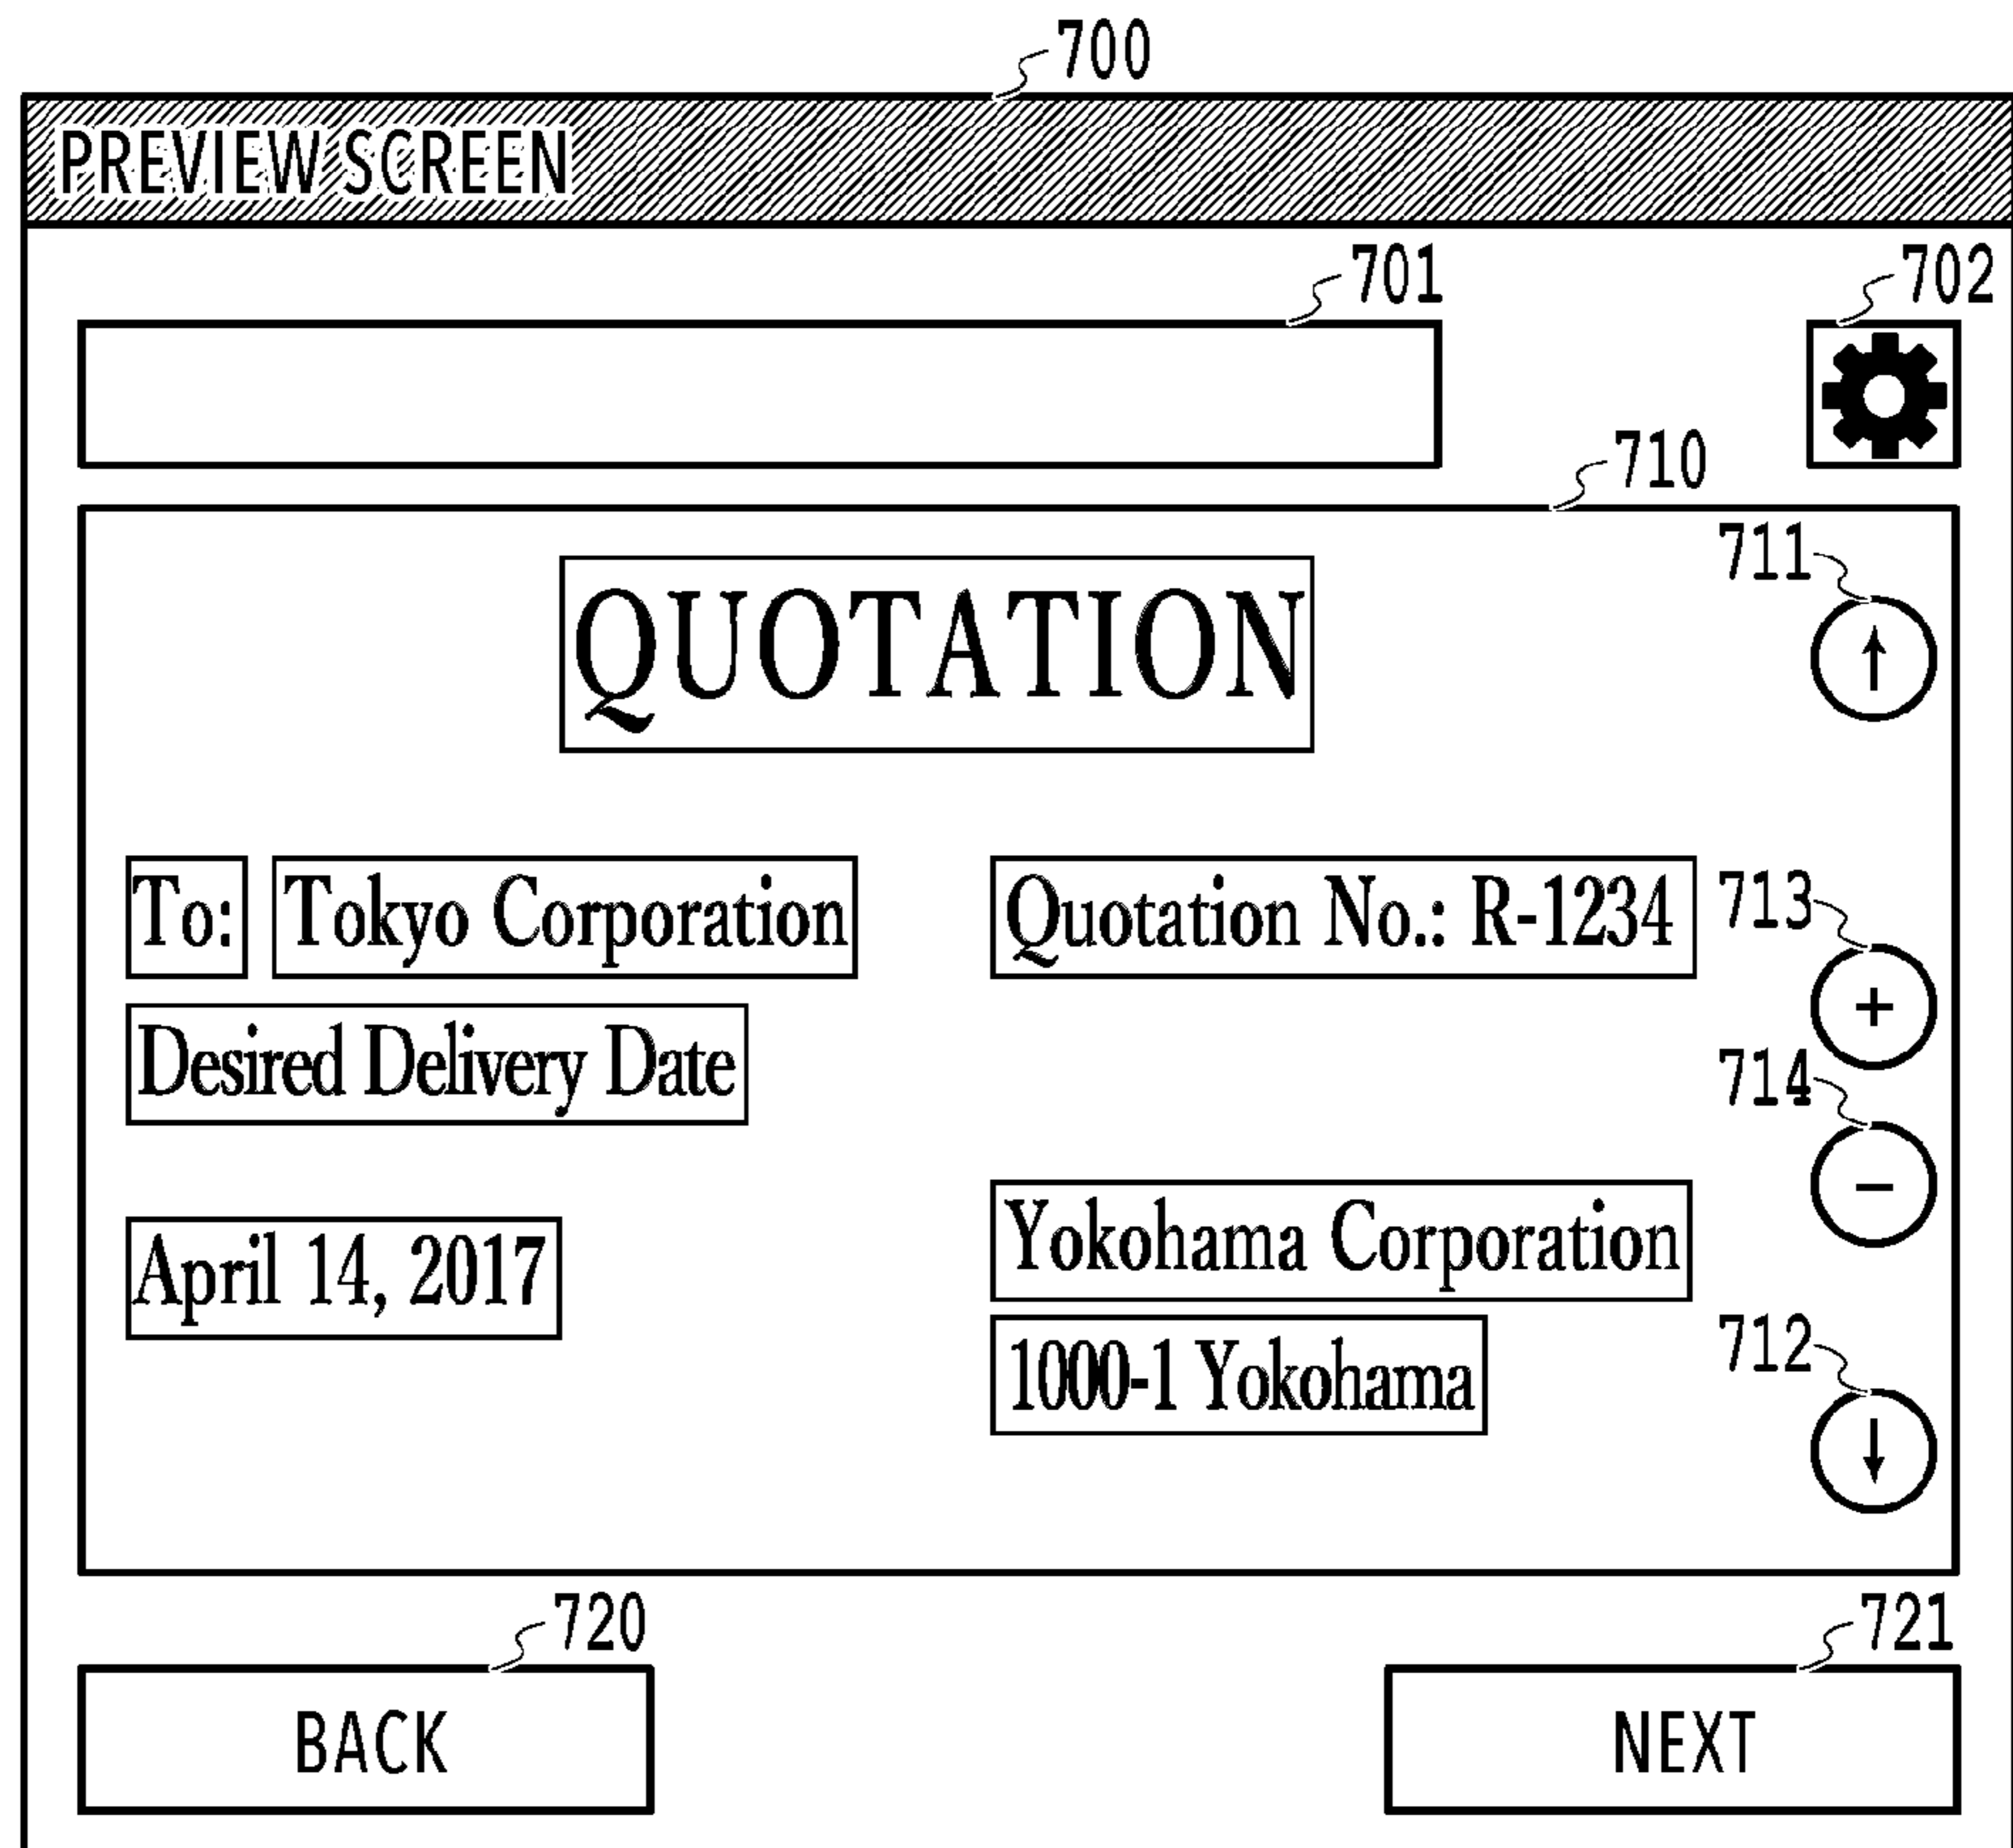 700
PREVIEW SCREEN
701
702
710
QUOTATION
711
To: Tokyo Corporation
Quotation No.: R-1234
713
Desired Delivery Date
+
714
−
Yokohama Corporation
April 14, 2017
1000-1 Yokohama
712
720
721
BACK
NEXT